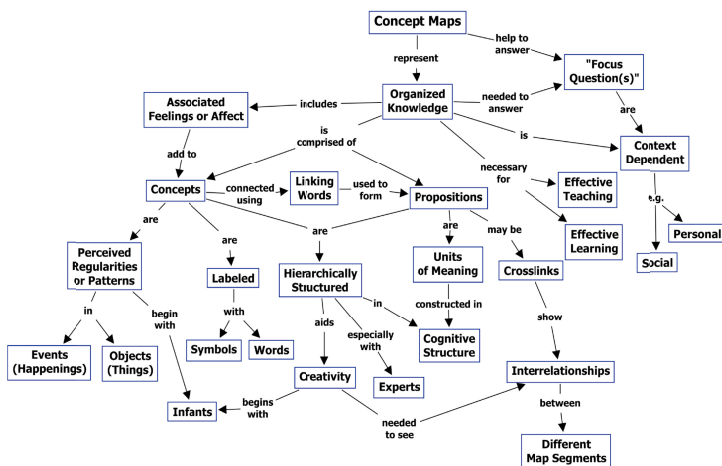 Concept Maps
help to
answer
represent
"Focus
Question(s)"
Organized
Knowledge
needed to
answer
Associated
Feelings or Affect
includes
are
is
comprised of
is
Context
Dependent
add to
necessary
for
Concepts
connected
using
Linking
Words
used to
form
Propositions
Effective
Teaching
e.g.
are
are
are
are
may be
Effective
Learning
Personal
Social
Perceived
Regularities
or Patterns
Labeled
Hierarchically
Structured
Units
of Meaning
Crosslinks
in
begin
with
with
aids
in
constructed in
especially
with
show
Events
(Happenings)
Objects
(Things)
Symbols
Words
Cognitive
Structure
Creativity
Experts
Interrelationships
Infants
begins
with
needed
to see
between
Different
Map Segments